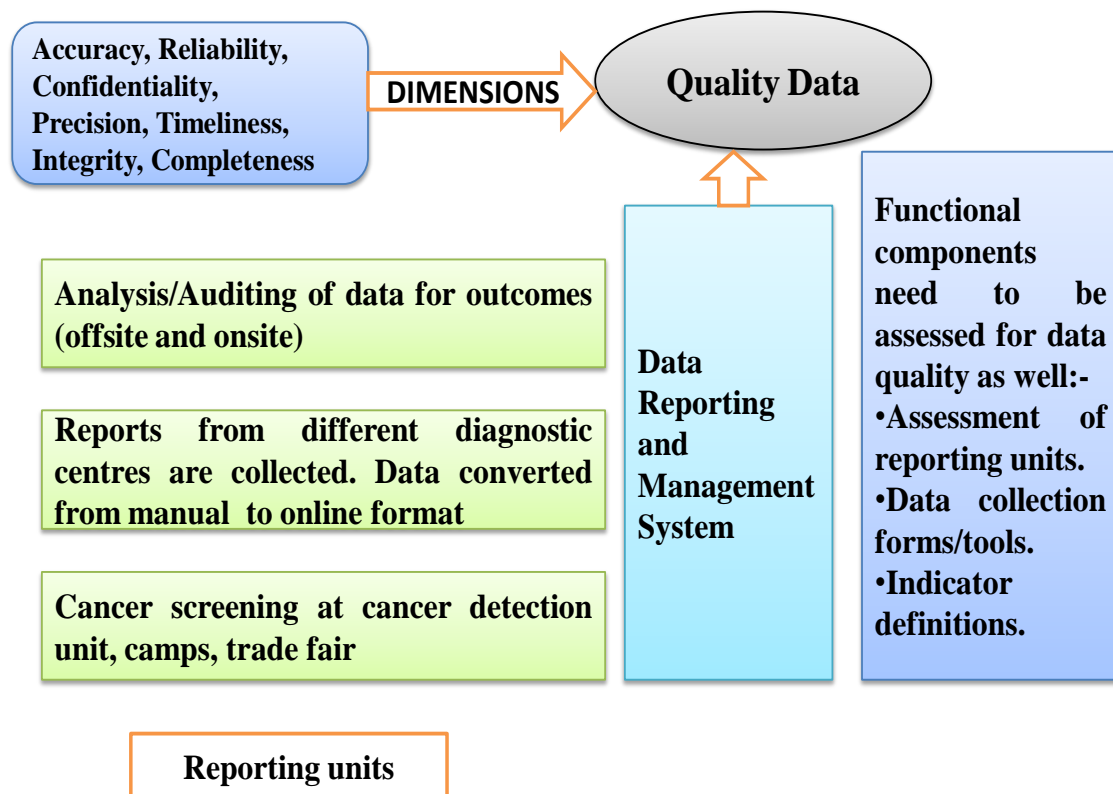 Accuracy, Reliability,
Confidentiality,
Precision, Timeliness,
Integrity, Completeness
DIMENSIONS
Quality Data
Analysis/Auditing of data for outcomes
(offsite and onsite)
Reports from different diagnostic
centres are collected. Data converted
from manual to online format
Cancer screening at cancer detection
unit, camps, trade fair
Data
Reporting
and
Management
System
Functional
components
need to be
assessed for data
quality as well:-
•Assessment of
reporting units.
•Data collection
forms/tools.
•Indicator
definitions.
Reporting units